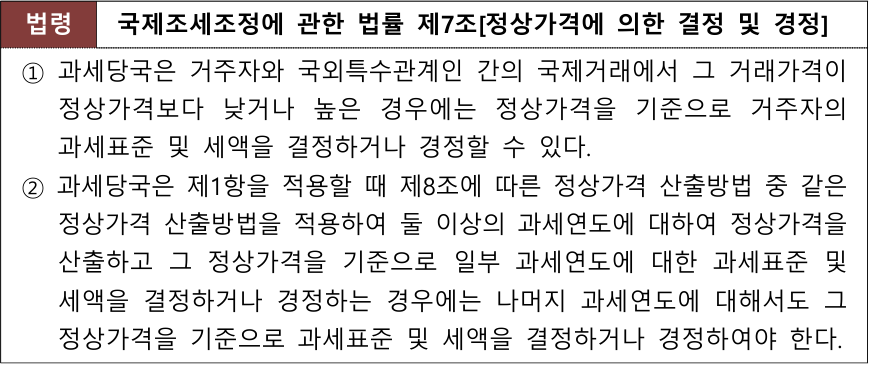 법령 국제조세조정에 관한 법률 제7조[정상가격에 의한 결정 및 경정]
① 과세당국은 거주자와 국외특수관계인 간의 국제거래에서 그 거래가격이
정상가격보다 낮거나 높은 경우에는 정상가격을 기준으로 거주자의
과세표준 및 세액을 결정하거나 경정할 수 있다.
② 과세당국은 제1항을 적용할 때 제8조에 따른 정상가격 산출방법 중 같은
정상가격 산출방법을 적용하여 둘 이상의 과세연도에 대하여 정상가격을
산출하고 그 정상가격을 기준으로 일부 과세연도에 대한 과세표준 및
세액을 결정하거나 경정하는 경우에는 나머지 과세연도에 대해서도 그
정상가격을 기준으로 과세표준 및 세액을 결정하거나 경정하여야 한다.